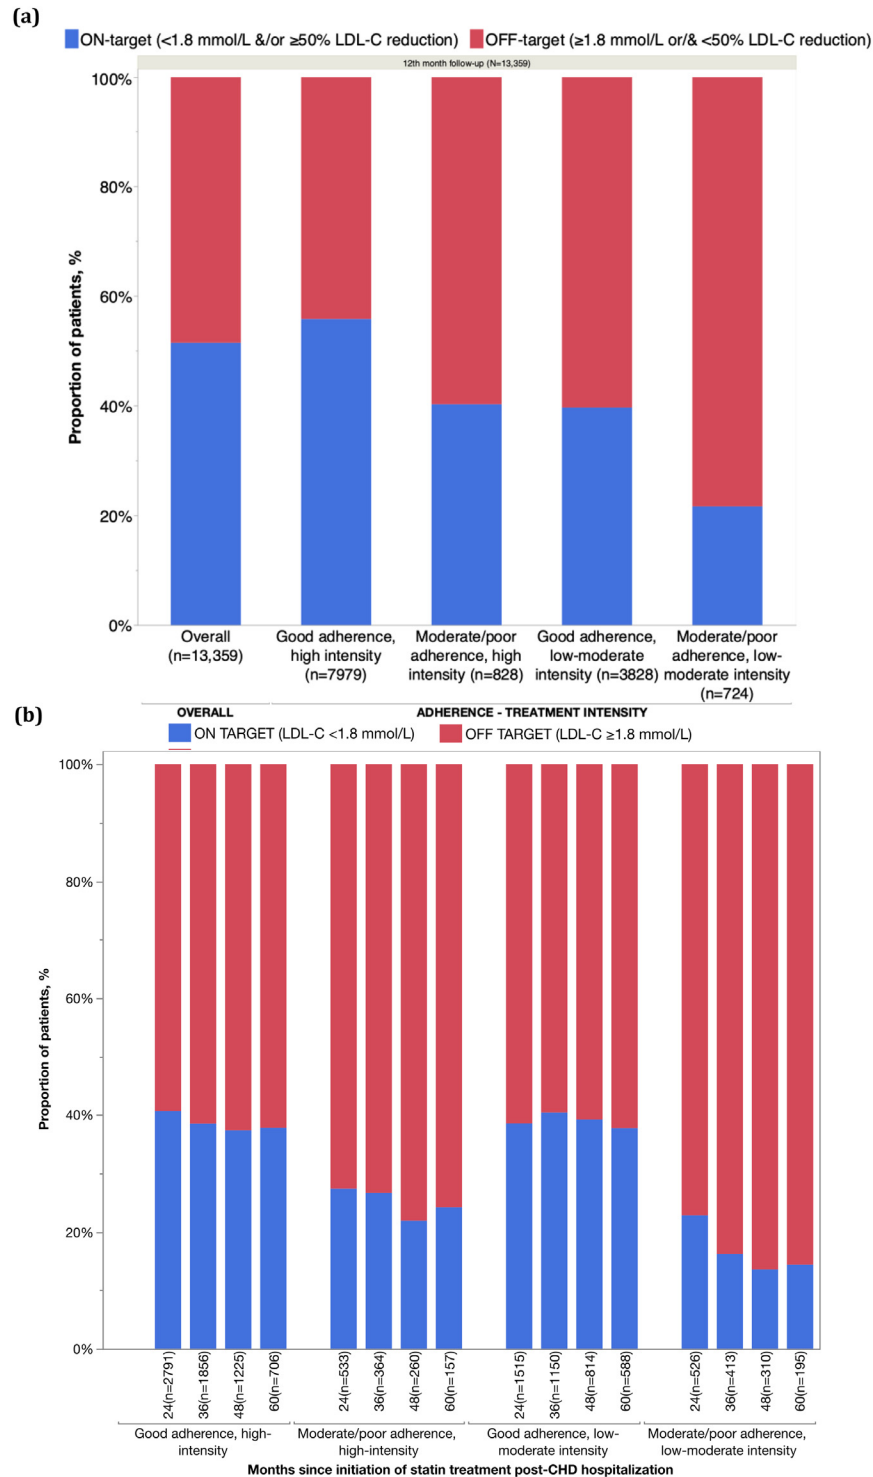 (a)
ON-target (<1.8 mmol/L &/or ≥50% LDL-C reduction) OFF-target (≥1.8 mmol/L or/& <50% LDL-C reduction)
12th month follow-up (N=13,359)
100%
80%
60%
40%
20%
0%
Proportion of patients, %
Overall
(n=13,359)
Good adherence,
high intensity
(n=7979)
Moderate/poor
adherence, high
intensity (n=828)
Good adherence,
low-moderate
intensity (n=3828)
Moderate/poor
adherence, low-
moderate intensity
(n=724)
OVERALL
ADHERENCE - TREATMENT INTENSITY
(b)
ON TARGET (LDL-C <1.8 mmol/L) OFF TARGET (LDL-C ≥1.8 mmol/L)
100%
80%
60%
40%
20%
0%
Proportion of patients, %
24(n=2791)
36(n=1856)
48(n=1225)
60(n=706)
24(n=533)
36(n=364)
48(n=260)
60(n=157)
24(n=1515)
36(n=1150)
48(n=814)
60(n=588)
24(n=526)
36(n=413)
48(n=310)
60(n=195)
Good adherence, high-
intensity
Moderate/poor adherence,
high-intensity
Good adherence, low-
moderate intensity
Moderate/poor adherence,
low-moderate intensity
Months since initiation of statin treatment post-CHD hospitalization